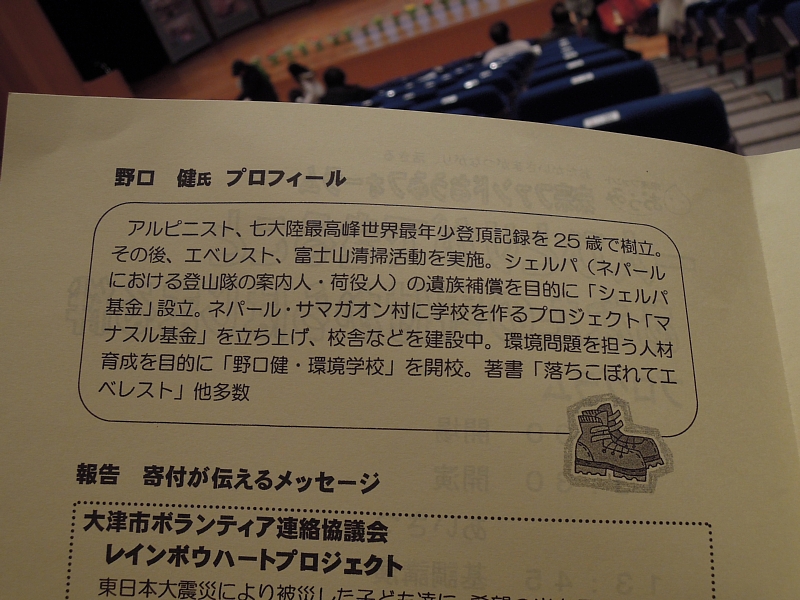 野口　健氏　プロフィール
アルピニスト、七大陸最高峰世界最年少登頂記録を25歳で樹立。
その後、エベレスト、富士山清掃活動を実施。シェルパ（ネパール
における登山隊の案内人・荷役人）の遺族補償を目的に「シェルパ
基金」設立。ネパール・サマガオン村に学校を作るプロジェクト「マ
ナスル基金」を立ち上げ、校舎などを建設中。環境問題を担う人材
育成を目的に「野口健・環境学校」を開校。著書「落ちこぼれてエ
ベレスト」他多数
報告　寄付が伝えるメッセージ
大津市ボランティア連絡協議会
レインボウハートプロジェクト
東日本大震災により被災した子ども達に、希望の